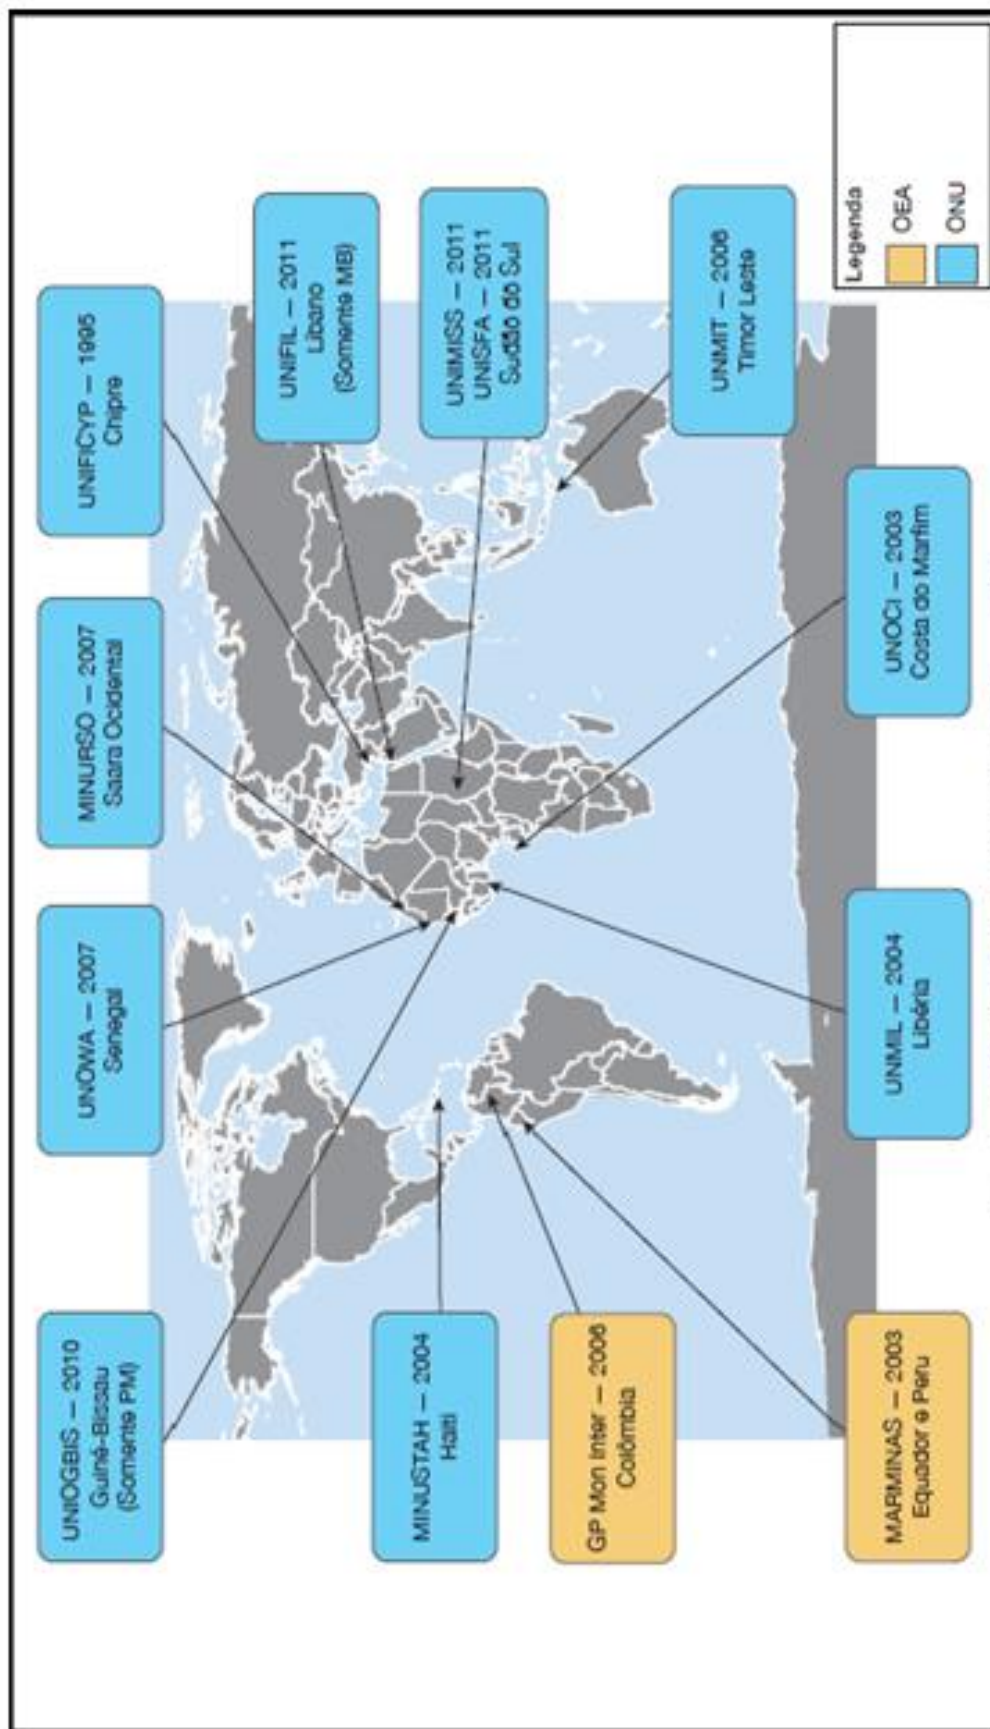 UNIOGBIS – 2010
Guiné-Bissau
(Somente PM)
UNOWA – 2007
Senegal
MINURSO – 2007
Saara Ocidental
UNFICYP – 1995
Chipre
UNIFIL – 2011
Líbano
(Somente MB)
MINUSTAH – 2004
Haiti
UNIMISS – 2011
UNISFA – 2011
Sudão do Sul
GP Mon Inter – 2006
Colômbia
UNMIT – 2006
Timor Leste
MARMINAS – 2003
Equador e Peru
UNMIL – 2004
Libéria
UNOCI – 2003
Costa do Marfim
Legenda
OEA
ONU